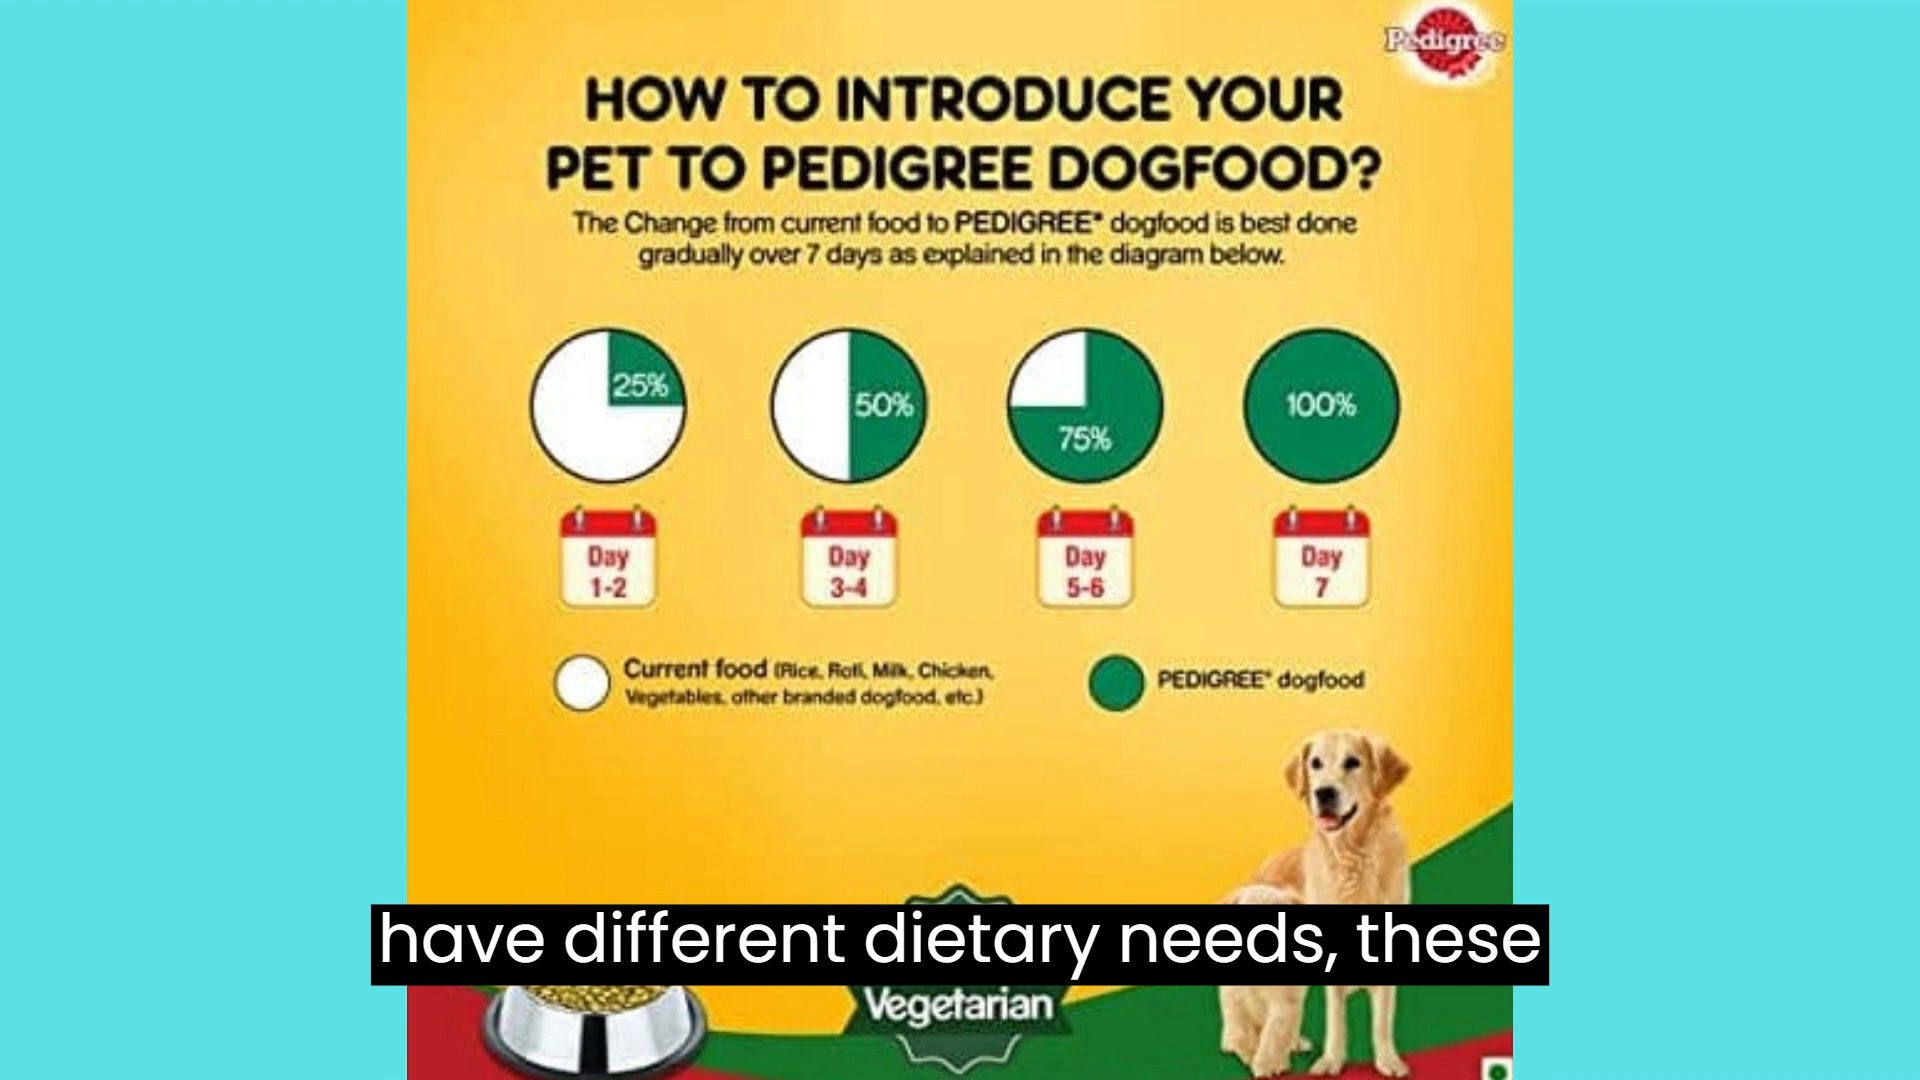 Pedigree
HOW TO INTRODUCE YOUR
PET TO PEDIGREE DOGFOOD?
The Change from current food to PEDIGREE® dogfood is best done
gradually over 7 days as explained in the diagram below.
25%
50%
75%
100%
Day
1-2
Day
3-4
Day
5-6
Day
7
Current food (Rice, Roti, Milk, Chicken,
Vegetables, other branded dogfood, etc.)
PEDIGREE® dogfood
have different dietary needs, these
Vegetarian